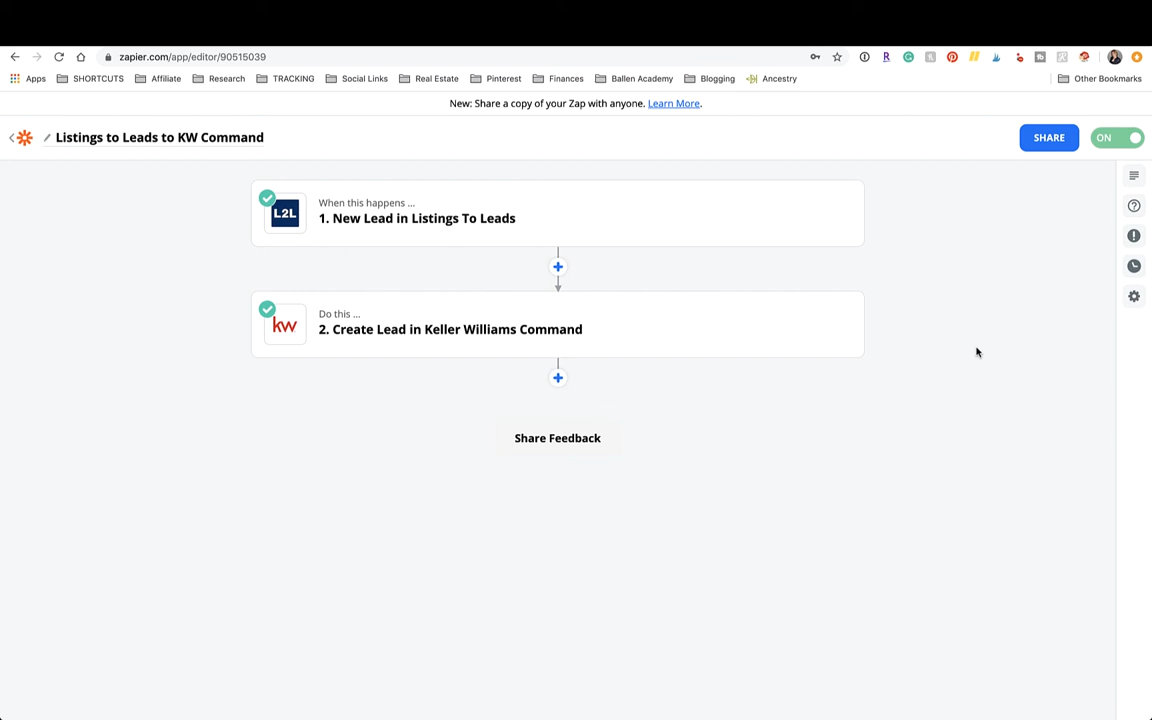 zapier.com/app/editor/90515039
Apps SHORTCUTS Affiliate Research TRACKING Social Links Real Estate Pinterest Finances Ballen Academy Blogging Ancestry Other Bookmarks
New: Share a copy of your Zap with anyone. Learn More.
Listings to Leads to KW Command
SHARE
ON
L2L
When this happens ...
1. New Lead in Listings To Leads
kw
Do this ...
2. Create Lead in Keller Williams Command
Share Feedback